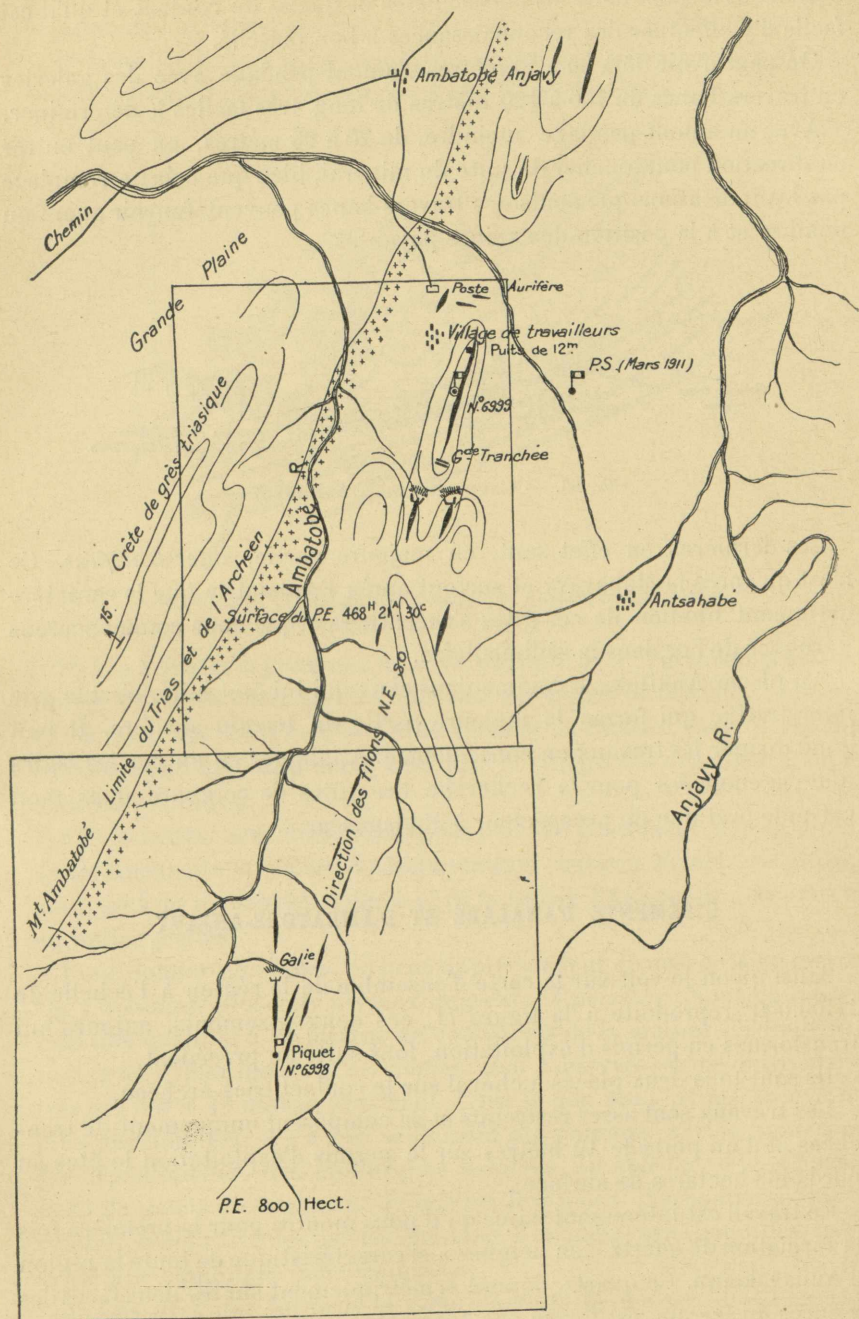 Ambatobé Anjavy
Chemin
Grande Plaine
Poste Aurifère
Village de travailleurs
Puits de 12m
P.S. (Mars 1911)
N.º 6999
Gde Tranchée
Crête de grès triasique
15°
Ambatobé R.
Surface du P.E. 468H 21A. 30c
Antsahabé
Limite du Trias et de l'Archéen
Direction des filons N.E S.O
Anjavy R:
Mt Ambatobé
Galie
Piquet
N.º 6998
P.E. 800 Hect.